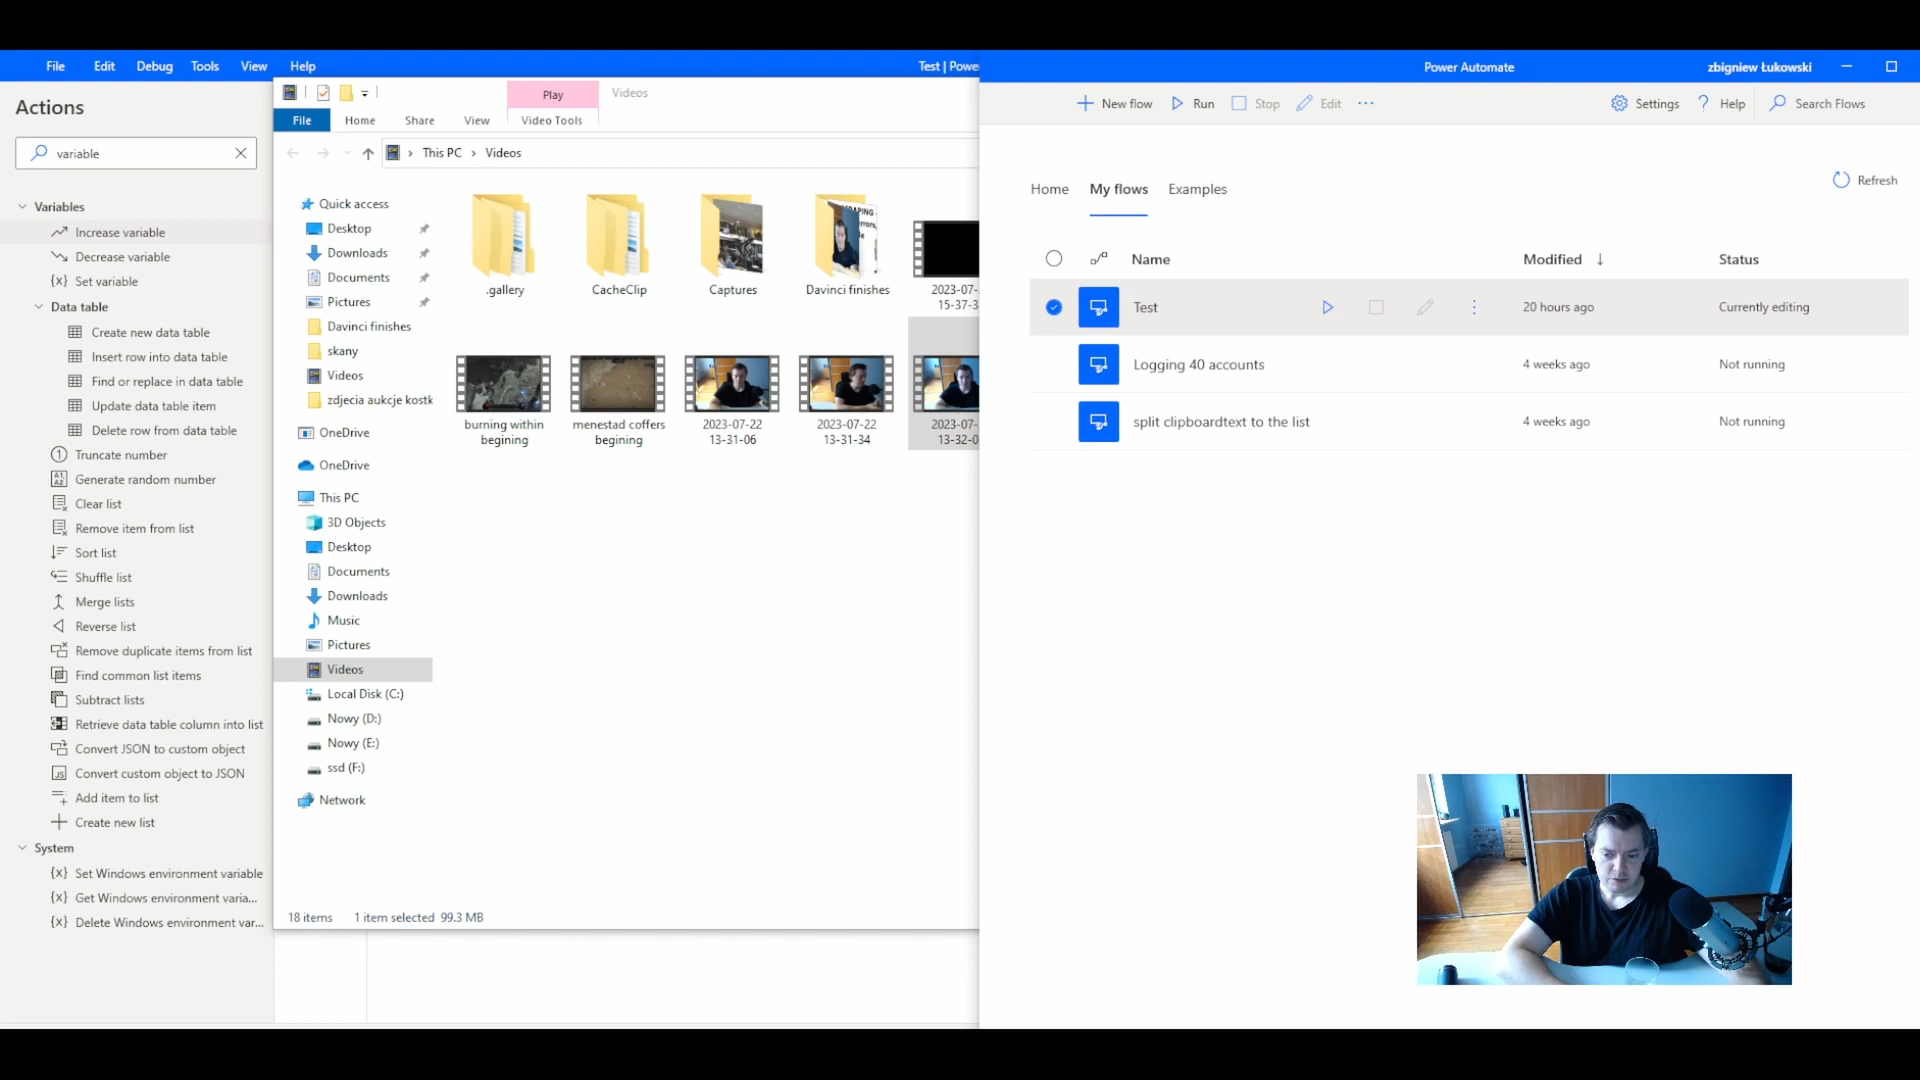 File Edit Debug Tools View Help Test | Powe
Actions
variable
Variables
Increase variable
Decrease variable
Set variable
Data table
Create new data table
Insert row into data table
Find or replace in data table
Update data table item
Delete row from data table
Truncate number
Generate random number
Clear list
Remove item from list
Sort list
Shuffle list
Merge lists
Reverse list
Remove duplicate items from list
Find common list items
Subtract lists
Retrieve data table column into list
Convert JSON to custom object
Convert custom object to JSON
Add item to list
Create new list
System
Set Windows environment variable
Get Windows environment varia...
Delete Windows environment var...
Play Videos
File Home Share View Video Tools
This PC Videos
Quick access
Desktop
Downloads
Documents
Pictures
Davinci finishes
skany
Videos
zdjecia aukcje kostk
OneDrive
OneDrive
This PC
3D Objects
Desktop
Documents
Downloads
Music
Pictures
Videos
Local Disk (C:)
Nowy (D:)
Nowy (E:)
ssd (F:)
Network
.gallery CacheClip Captures Davinci finishes 2023-07-
15-37-3
burning within menestad coffers 2023-07-22 2023-07-22 2023-07-
begining begining 13-31-06 13-31-34 13-32-0
18 items 1 item selected 99.3 MB
Power Automate zbigniew Łukowski
New flow Run Stop Edit ... Settings Help Search Flows
Refresh
Home My flows Examples
Name Modified Status
Test 20 hours ago Currently editing
Logging 40 accounts 4 weeks ago Not running
split clipboardtext to the list 4 weeks ago Not running